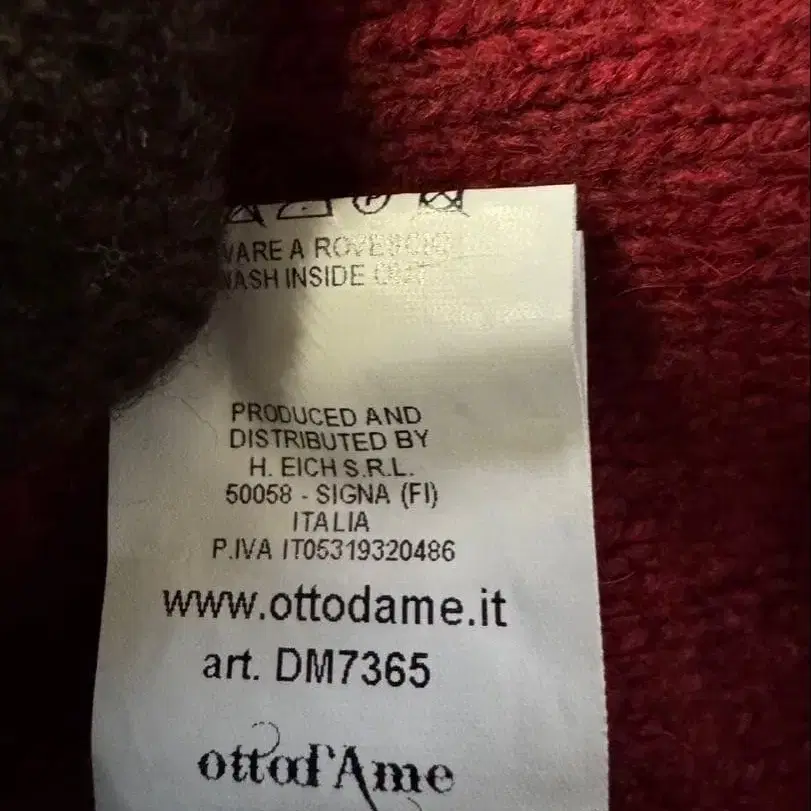 VARE A ROVESCIO
WASH INSIDE OUT
PRODUCED AND
DISTRIBUTED BY
H. EICH S.R.L.
50058 - SIGNA (FI)
ITALIA
P.IVA IT05319320486
www.ottodame.it
art. DM7365
ottod'Ame